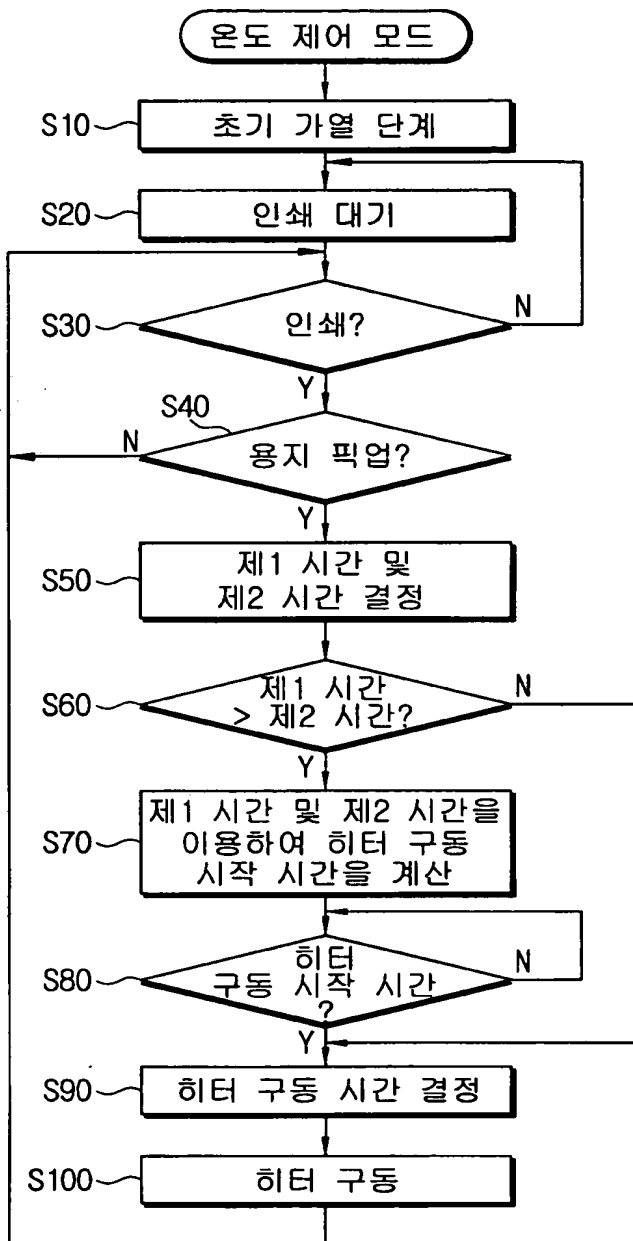 온도 제어 모드
S10
초기 가열 단계
S20
인쇄 대기
S30
인쇄?
N
Y
S40
N
용지 픽업?
Y
S50
제1 시간 및
제2 시간 결정
S60
제1 시간
> 제2 시간?
N
Y
S70
제1 시간 및 제2 시간을
이용하여 히터 구동
시작 시간을 계산
S80
히터
구동 시작 시간
?
N
Y
S90
히터 구동 시간 결정
S100
히터 구동